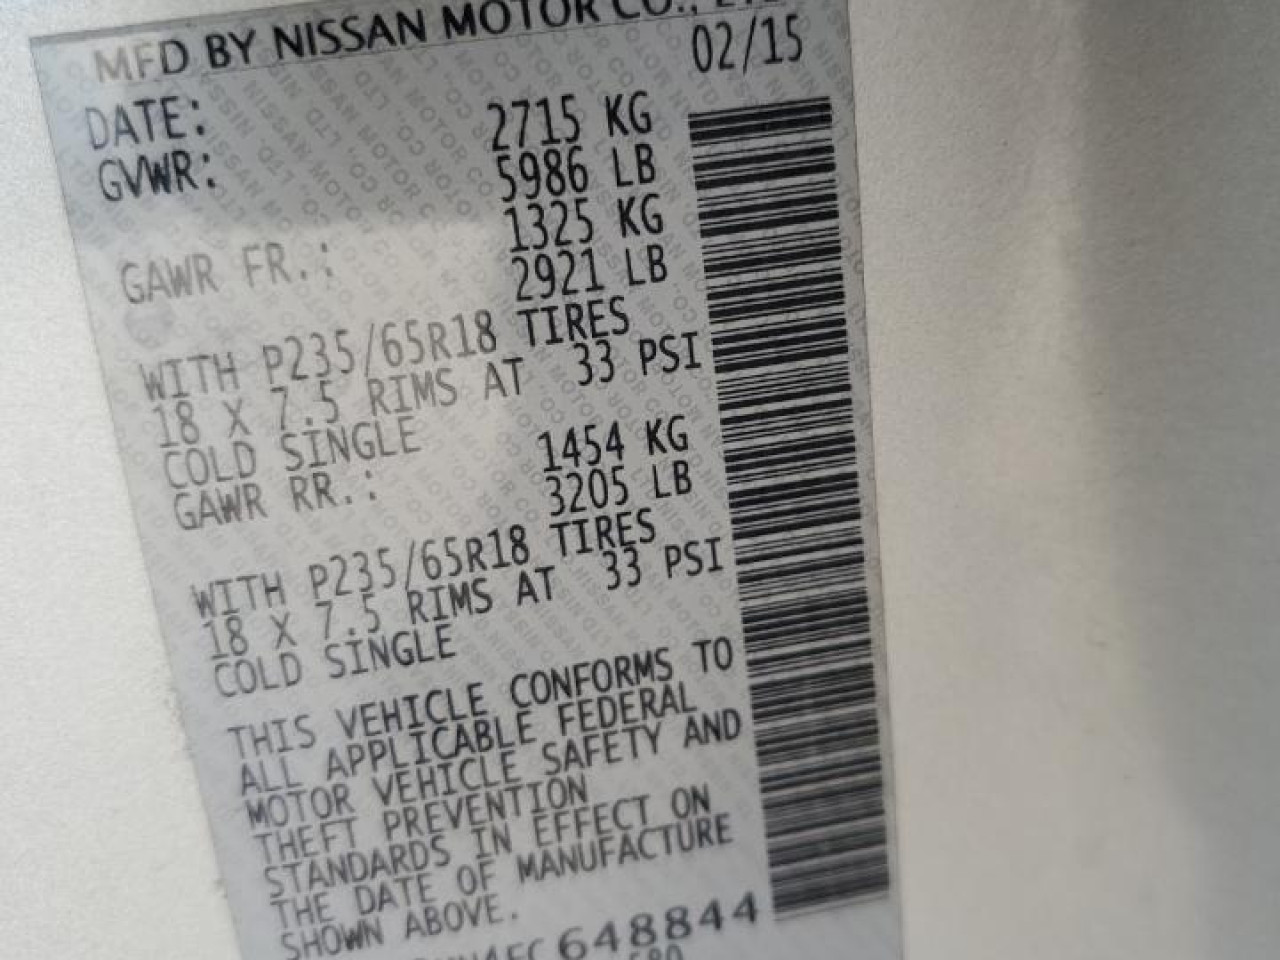 MFD BY NISSAN MOTOR CO.,
DATE: 02/15
GVWR: 2715 KG
5986 LB
GAWR FR.: 1325 KG
2921 LB
WITH P235/65R18 TIRES
18 X 7.5 RIMS AT 33 PSI
COLD SINGLE
GAWR RR.: 1454 KG
3205 LB
WITH P235/65R18 TIRES
18 X 7.5 RIMS AT 33 PSI
COLD SINGLE
THIS VEHICLE CONFORMS TO
ALL APPLICABLE FEDERAL
MOTOR VEHICLE SAFETY AND
THEFT PREVENTION
STANDARDS IN EFFECT ON
THE DATE OF MANUFACTURE
SHOWN ABOVE.
648844